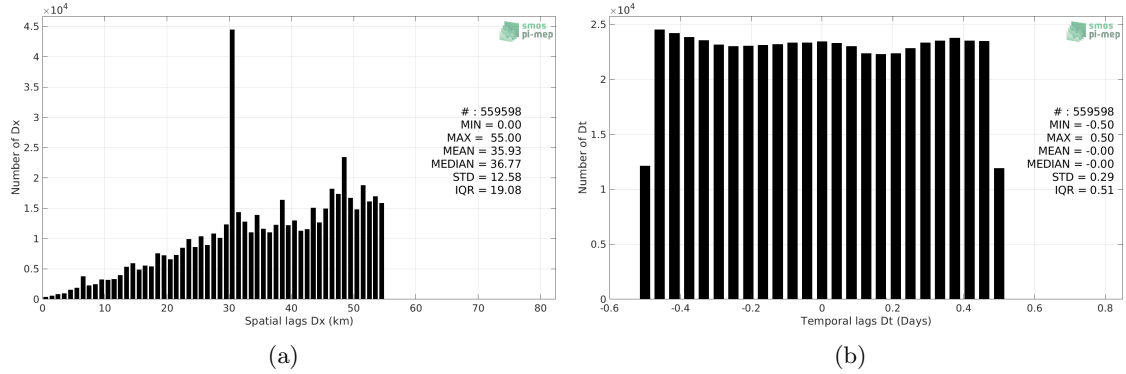 ×10⁴
4.5
4
3.5
3
2.5
2
1.5
1
0.5
0
Number of Dx
smos
pi-mep
# : 559598
MIN = 0.00
MAX = 55.00
MEAN = 35.93
MEDIAN = 36.77
STD = 12.58
IQR = 19.08
0 10 20 30 40 50 60 70 80
Spatial lags Dx (km)
(a)
×10⁴
2.5
2
1.5
1
0.5
0
Number of Dt
smos
pi-mep
# : 559598
MIN = -0.50
MAX = 0.50
MEAN = -0.00
MEDIAN = -0.00
STD = 0.29
IQR = 0.51
-0.6 -0.4 -0.2 0 0.2 0.4 0.6 0.8
Temporal lags Dt (Days)
(b)